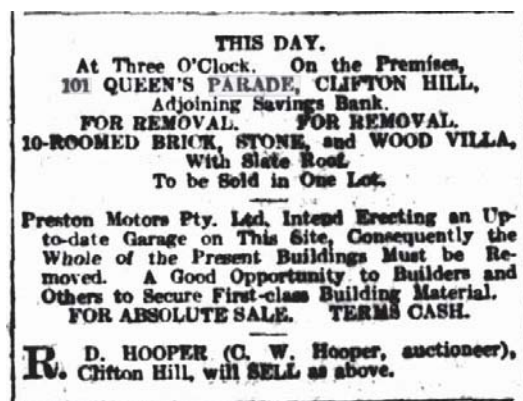 THIS DAY.
At Three O'Clock. On the Premises,
101 QUEEN'S PARADE, CLIFTON HILL,
Adjoining Savings Bank.
FOR REMOVAL. FOR REMOVAL.
10-ROOMED BRICK, STONE, and WOOD VILLA,
With Slate Roof.
To be Sold in One Lot.
Preston Motors Pty. Ltd. Intend Erecting an Up-
to-date Garage on This Site, Consequently the
Whole of the Present Buildings Must be Re-
moved. A Good Opportunity to Builders and
Others to Secure First-class Building Material.
FOR ABSOLUTE SALE. TERMS CASH.
R. D. HOOPER (C. W. Hooper, auctioneer),
Clifton Hill, will SELL as above.